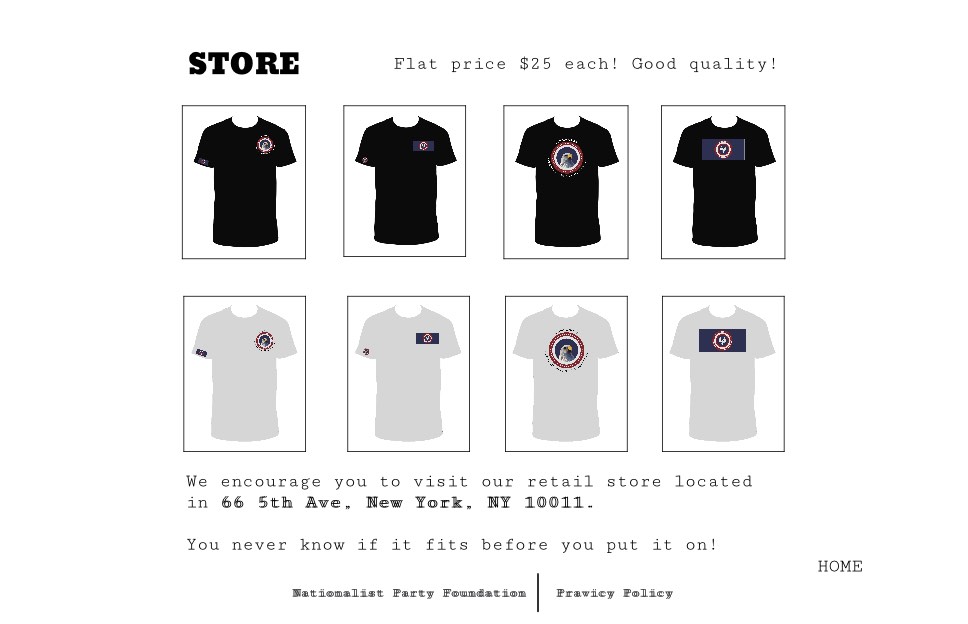 STORE
Flat price $25 each! Good quality!
We encourage you to visit our retail store located
in 66 5th Ave, New York, NY 10011.
You never know if it fits before you put it on!
HOME
Nationalist Party Foundation
Prawicy Policy